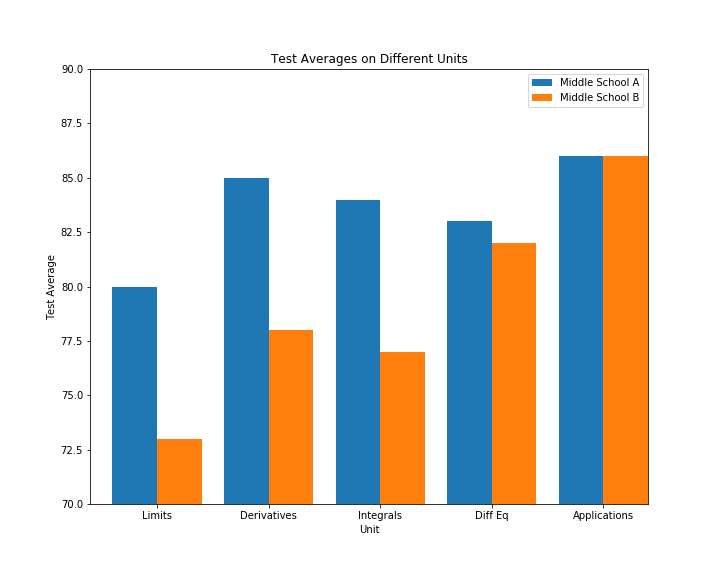 Test Averages on Different Units
Middle School A
Middle School B
90.0
87.5
85.0
82.5
80.0
77.5
75.0
72.5
70.0
Test Average
Limits
Derivatives
Integrals
Diff Eq
Applications
Unit